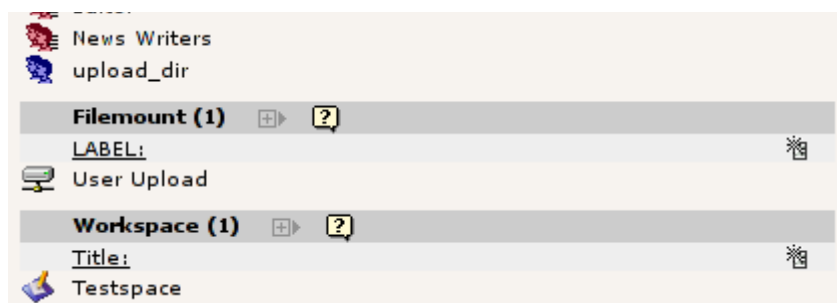 News Writers
upload_dir
Filemount (1)
LABEL:
User Upload
Workspace (1)
Title:
Testspace